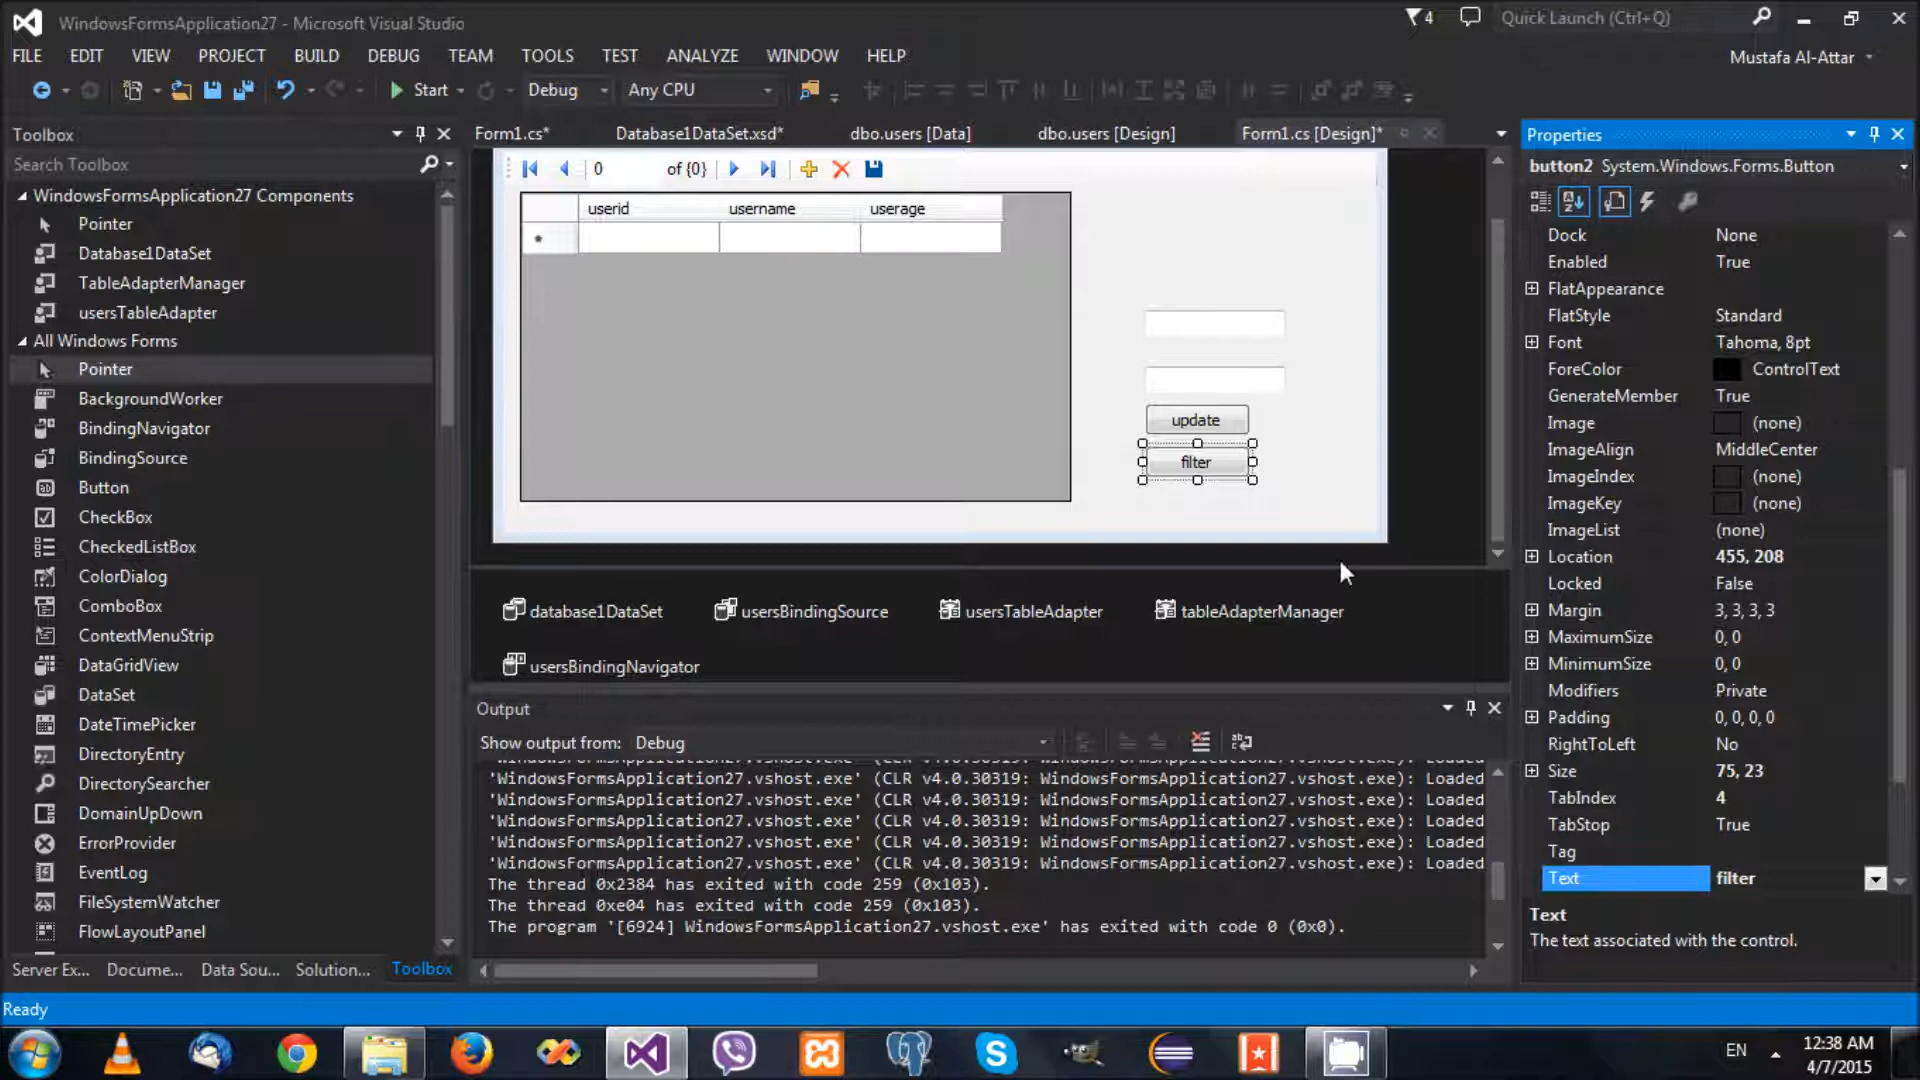 WindowsFormsApplication27 - Microsoft Visual Studio
4
Quick Launch (Ctrl+Q)
FILE EDIT VIEW PROJECT BUILD DEBUG TEAM TOOLS TEST ANALYZE WINDOW HELP
Mustafa Al-Attar
Start Debug Any CPU
Toolbox
Search Toolbox
WindowsFormsApplication27 Components
Pointer
Database1DataSet
TableAdapterManager
usersTableAdapter
All Windows Forms
Pointer
BackgroundWorker
BindingNavigator
BindingSource
Button
CheckBox
CheckedListBox
ColorDialog
ComboBox
ContextMenuStrip
DataGridView
DataSet
DateTimePicker
DirectoryEntry
DirectorySearcher
DomainUpDown
ErrorProvider
EventLog
FileSystemWatcher
FlowLayoutPanel
Server Ex... Docume... Data Sou... Solution... Toolbox
Form1.cs* Database1DataSet.xsd* dbo.users [Data] dbo.users [Design] Form1.cs [Design]*
0 of {0}
userid username userage
update
filter
database1DataSet usersBindingSource usersTableAdapter tableAdapterManager
usersBindingNavigator
Output
Show output from: Debug
'WindowsFormsApplication27.vshost.exe' (CLR v4.0.30319: WindowsFormsApplication27.vshost.exe): Loaded
'WindowsFormsApplication27.vshost.exe' (CLR v4.0.30319: WindowsFormsApplication27.vshost.exe): Loaded
'WindowsFormsApplication27.vshost.exe' (CLR v4.0.30319: WindowsFormsApplication27.vshost.exe): Loaded
'WindowsFormsApplication27.vshost.exe' (CLR v4.0.30319: WindowsFormsApplication27.vshost.exe): Loaded
'WindowsFormsApplication27.vshost.exe' (CLR v4.0.30319: WindowsFormsApplication27.vshost.exe): Loaded
The thread 0x2384 has exited with code 259 (0x103).
The thread 0xe04 has exited with code 259 (0x103).
The program '[6924] WindowsFormsApplication27.vshost.exe' has exited with code 0 (0x0).
Properties
button2 System.Windows.Forms.Button
Dock None
Enabled True
FlatAppearance
FlatStyle Standard
Font Tahoma, 8pt
ForeColor ControlText
GenerateMember True
Image (none)
ImageAlign MiddleCenter
ImageIndex (none)
ImageKey (none)
ImageList (none)
Location 455, 208
Locked False
Margin 3, 3, 3, 3
MaximumSize 0, 0
MinimumSize 0, 0
Modifiers Private
Padding 0, 0, 0, 0
RightToLeft No
Size 75, 23
TabIndex 4
TabStop True
Tag
Text filter
Text
The text associated with the control.
Ready
EN
12:38 AM
4/7/2015